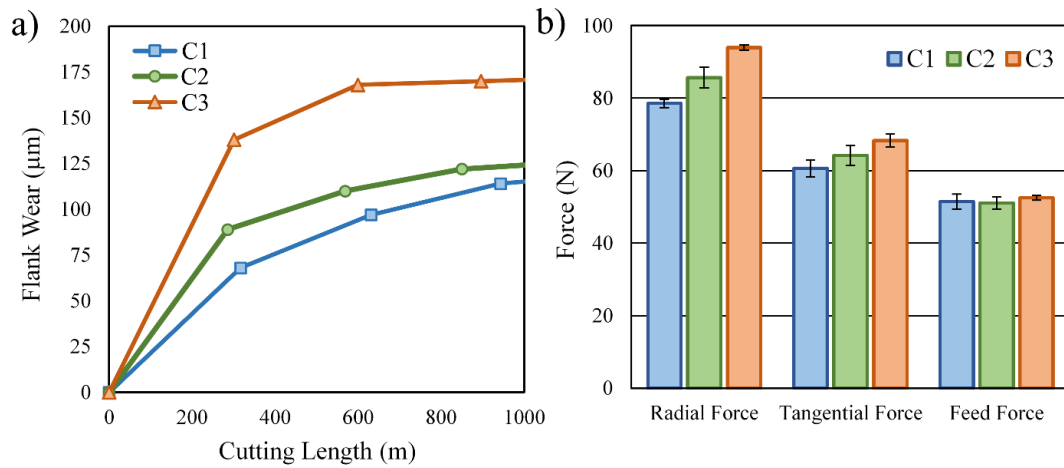 a)
200
175
150
125
100
75
50
25
0
Flank Wear (μm)
C1
C2
C3
0
200
400
600
800
1000
Cutting Length (m)
b)
100
80
60
40
20
0
Force (N)
C1
C2
C3
Radial Force
Tangential Force
Feed Force